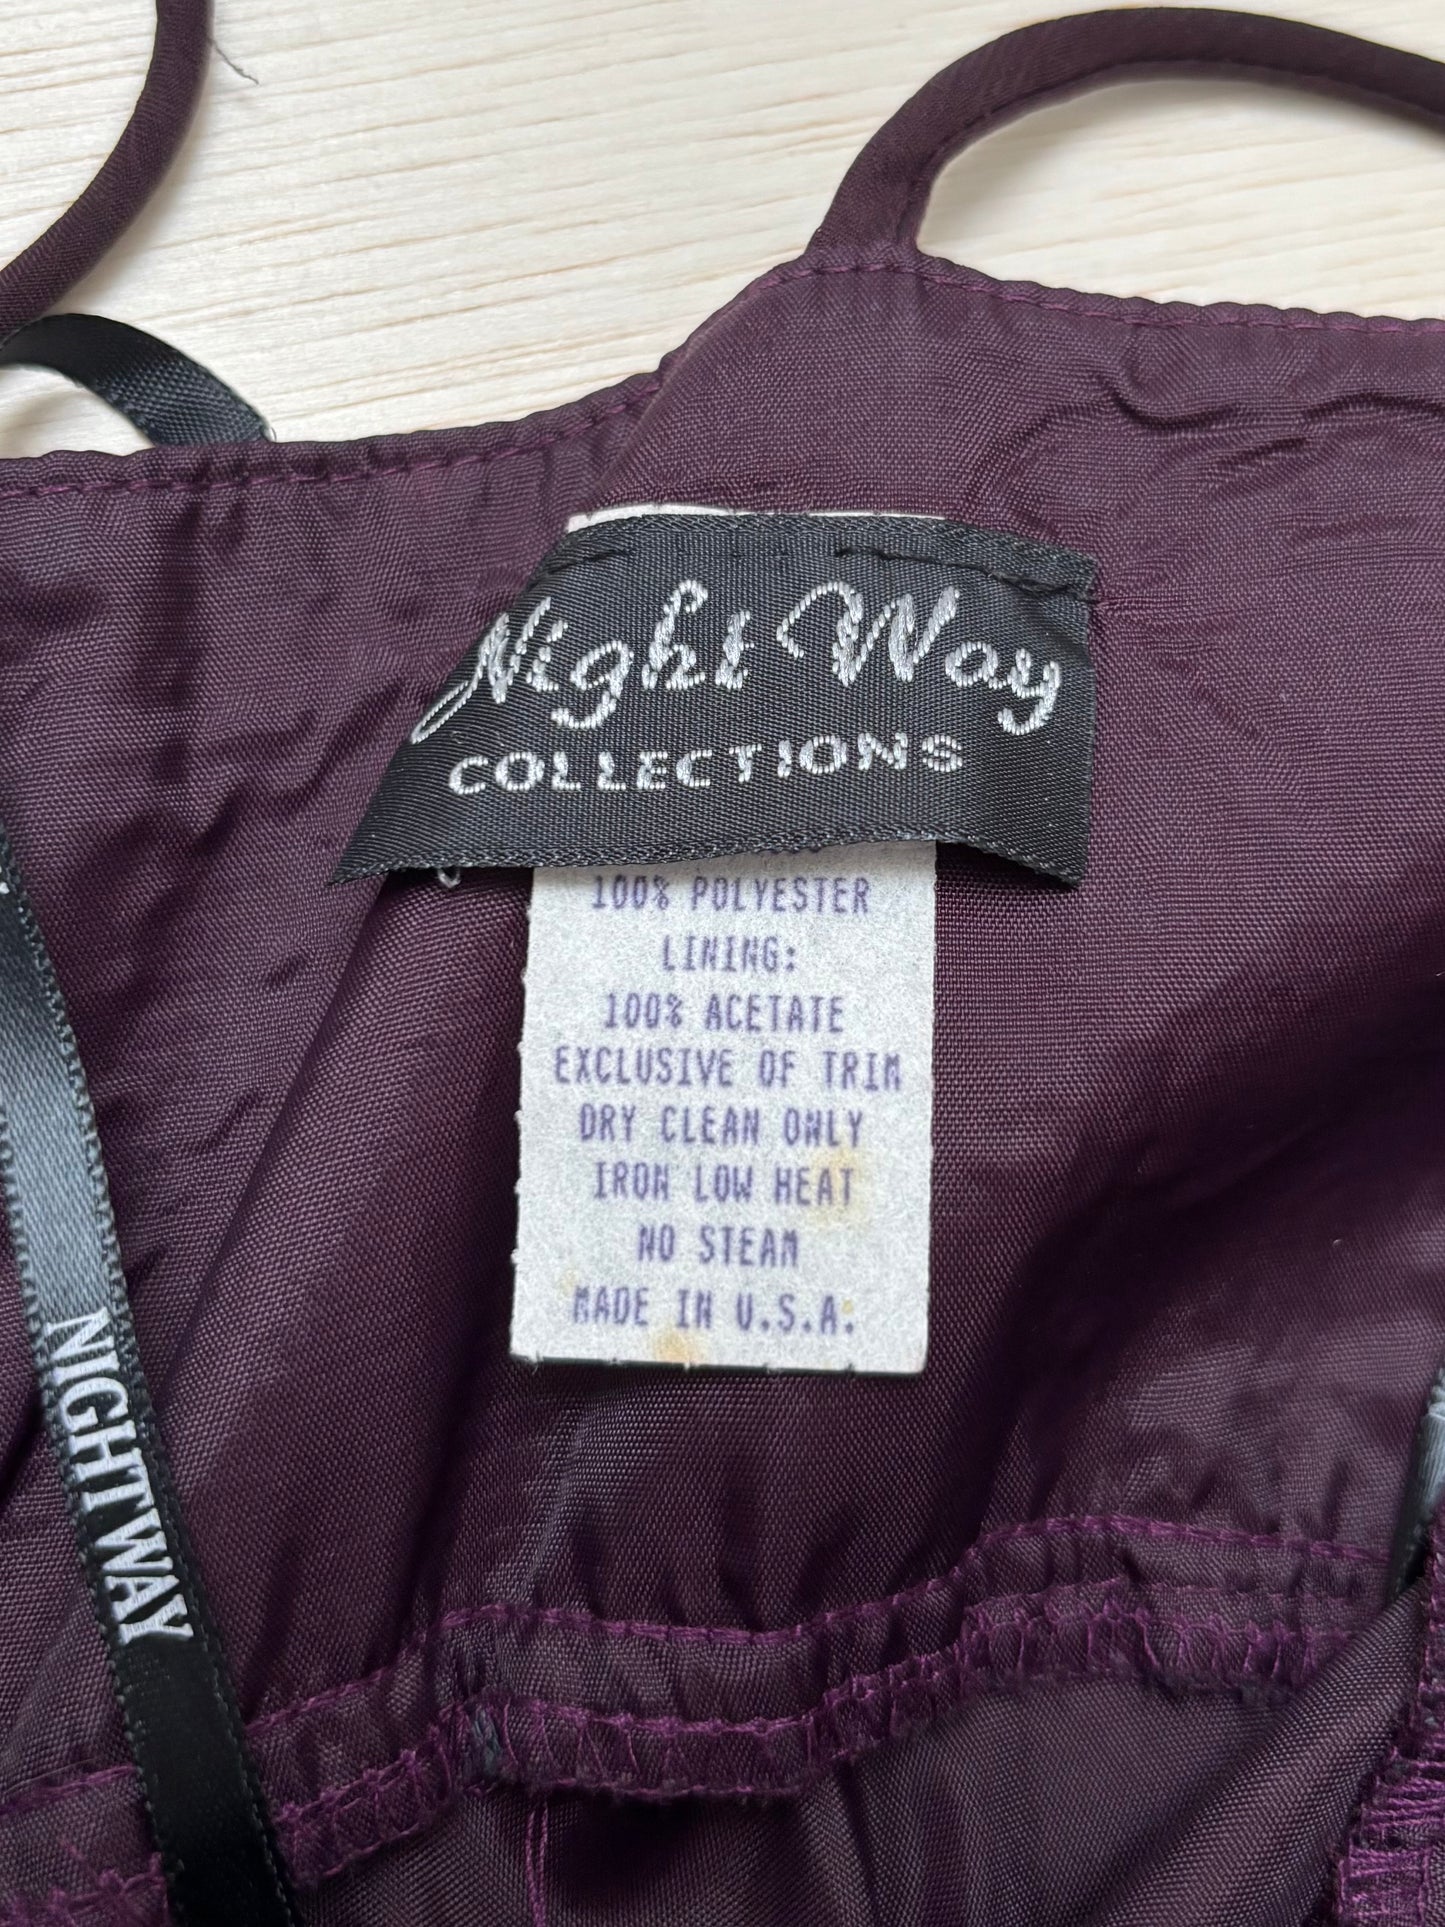 Night Way
COLLECTIONS
100% POLYESTER
LINING:
100% ACETATE
EXCLUSIVE OF TRIM
DRY CLEAN ONLY
IRON LOW HEAT
NO STEAM
MADE IN U.S.A.
NIGHTWAY